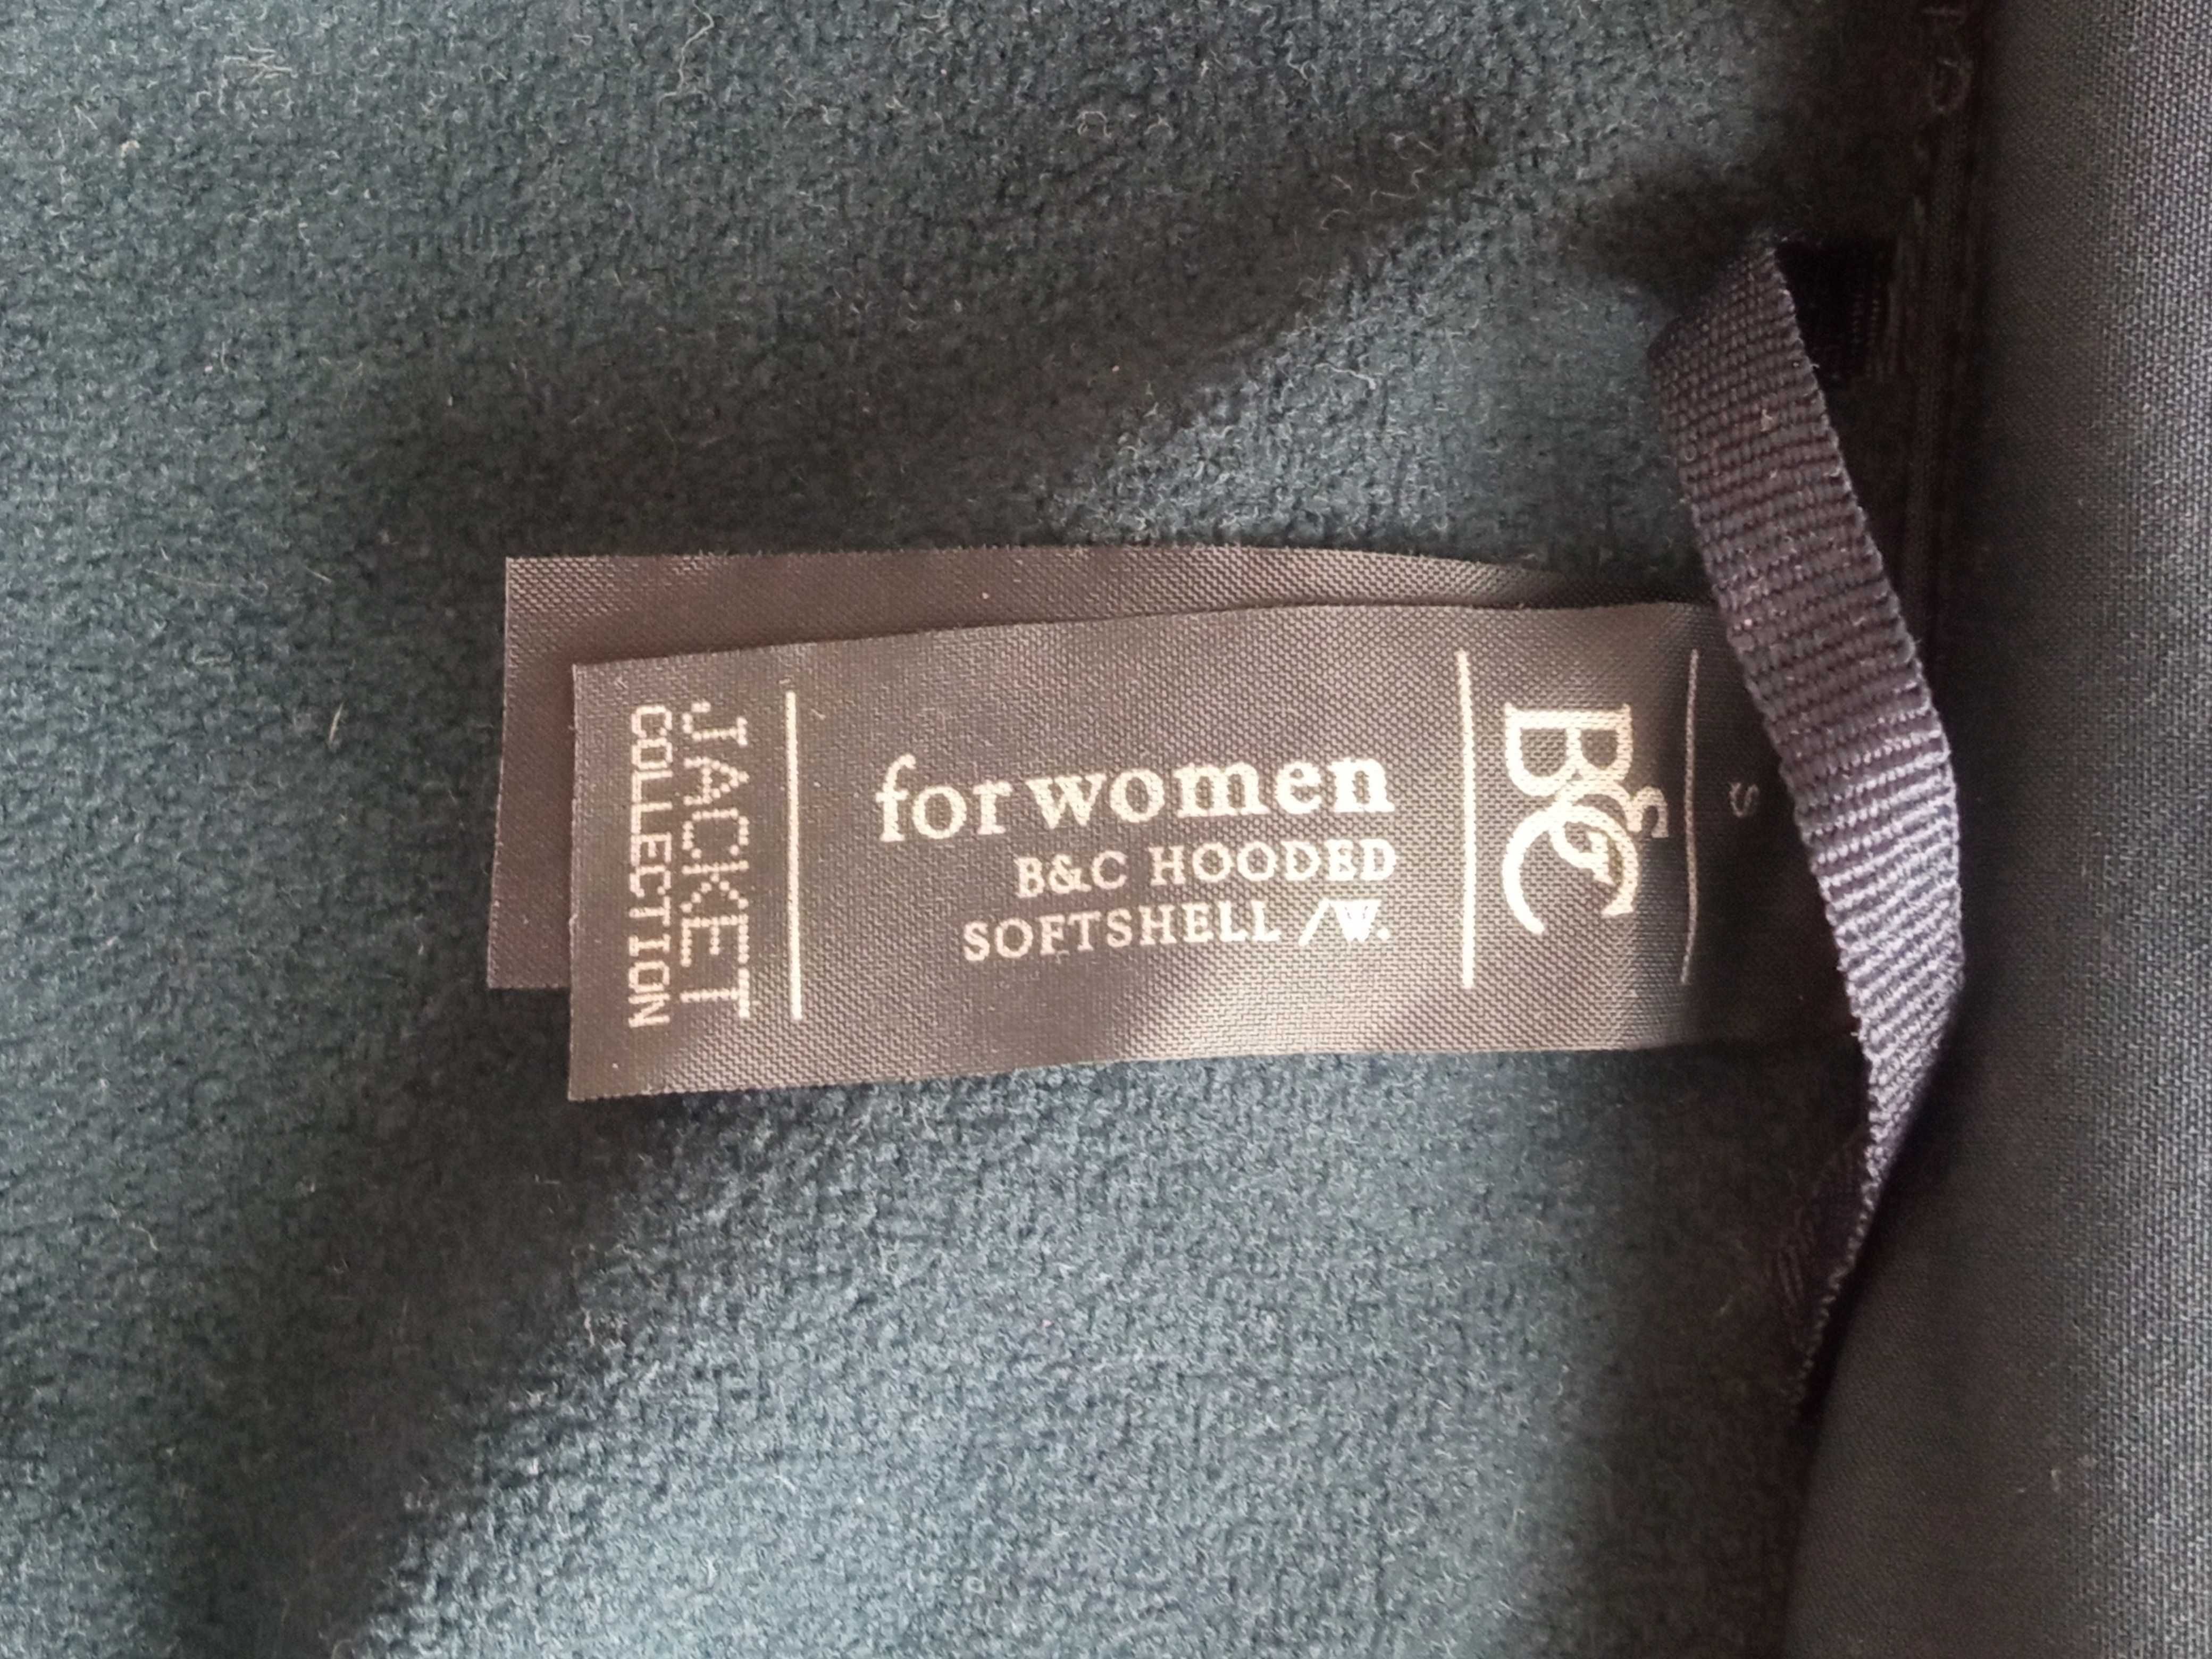 S
B&C
for women
B&C HOODED
SOFTSHELL /W.
JACKET
COLLECTION